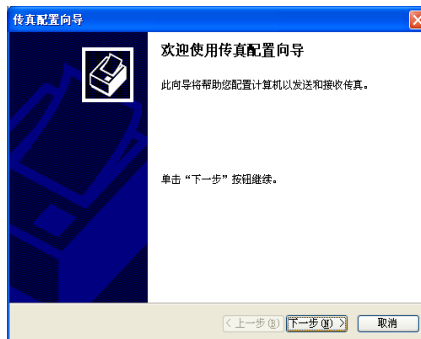 传真配置向导
欢迎使用传真配置向导
此向导将帮助您配置计算机以发送和接收传真。
单击“下一步”按钮继续。
< 上一步(B) 下一步(N) > 取消